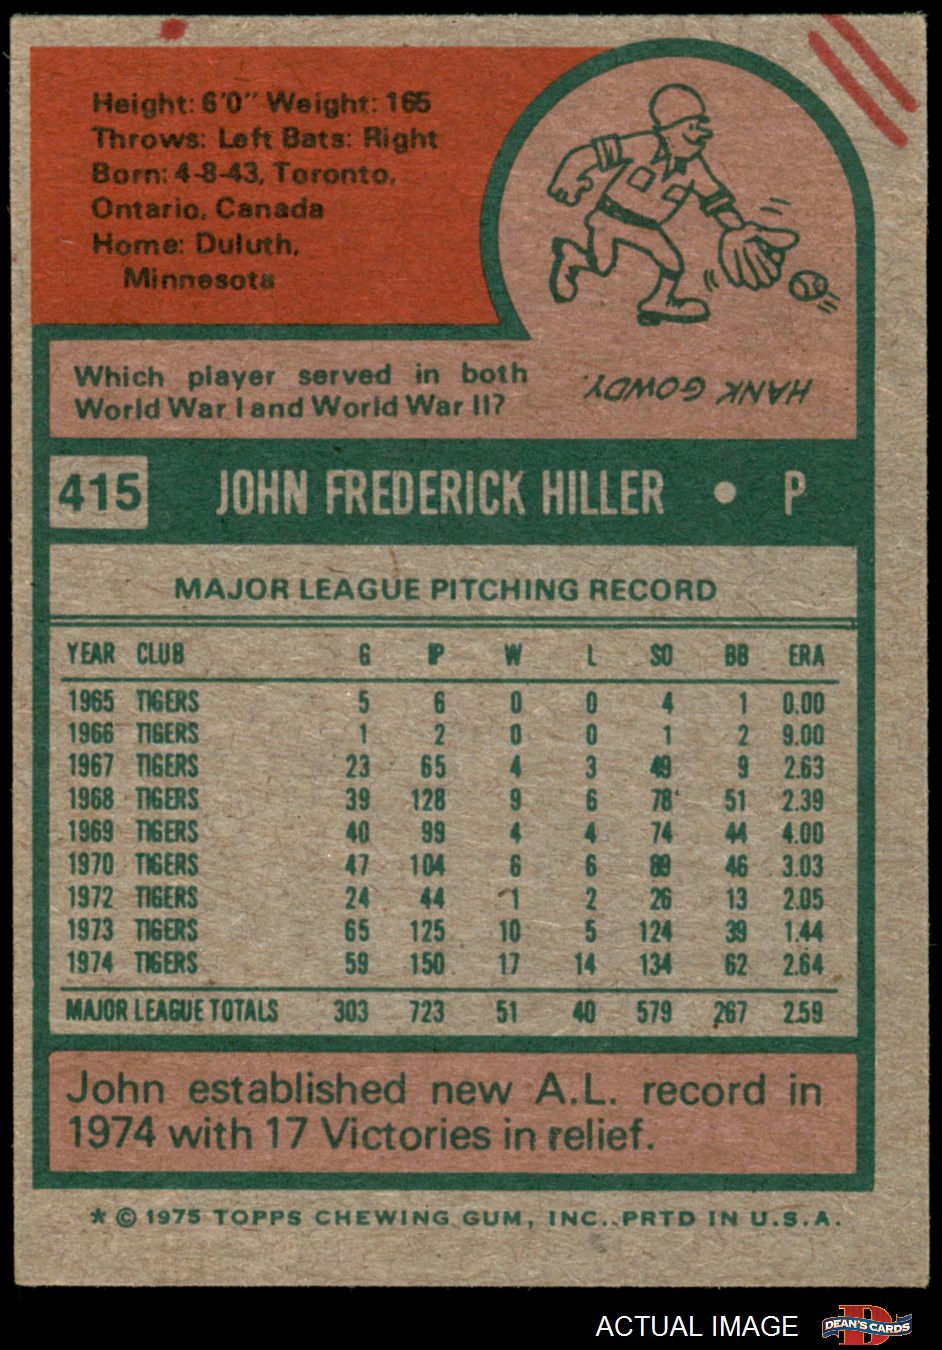 Height: 6'0" Weight: 165
Throws: Left Bats: Right
Born: 4-8-43, Toronto,
Ontario, Canada
Home: Duluth,
Minnesota
Which player served in both
World War I and World War II?
HANK GOWDY.
415 JOHN FREDERICK HILLER • P
MAJOR LEAGUE PITCHING RECORD
YEAR CLUB G IP W L SO BB ERA
1965 TIGERS 5 6 0 0 4 1 0.00
1966 TIGERS 1 2 0 0 1 2 9.00
1967 TIGERS 23 65 4 3 49 9 2.63
1968 TIGERS 39 128 9 6 78 51 2.39
1969 TIGERS 40 99 4 4 74 44 4.00
1970 TIGERS 47 104 6 6 89 46 3.03
1972 TIGERS 24 44 1 2 26 13 2.05
1973 TIGERS 65 125 10 5 124 39 1.44
1974 TIGERS 59 150 17 14 134 62 2.64
MAJOR LEAGUE TOTALS 303 723 51 40 579 267 2.59
John established new A.L. record in
1974 with 17 Victories in relief.
* © 1975 TOPPS CHEWING GUM, INC. PRTD IN U.S.A.
ACTUAL IMAGE
D
DEAN'S CARDS